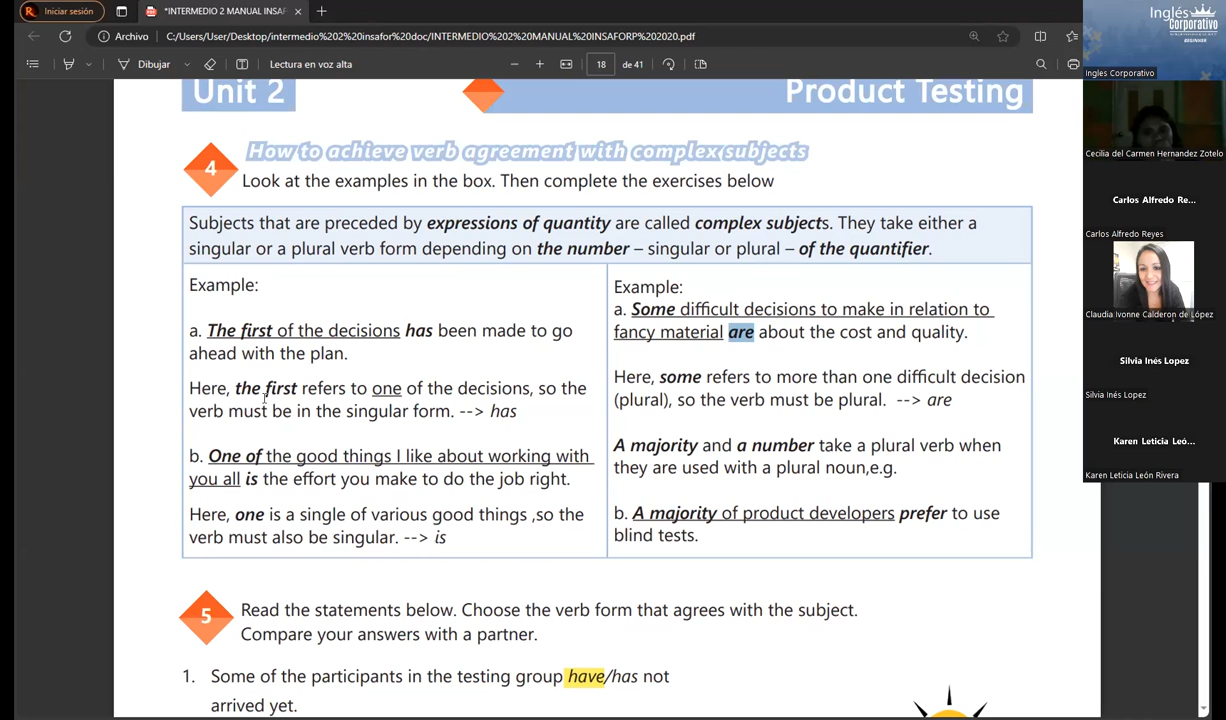 Iniciar sesión
*INTERMEDIO 2 MANUAL INSAF
Archivo
C:/Users/User/Desktop/intermedio%202%20insafor%20doc/INTERMEDIO%202%20MANUAL%20INSAFORP%202020.pdf
Dibujar
Lectura en voz alta
18
de 41
Unit 2
Product Testing
4
How to achieve verb agreement with complex subjects
Look at the examples in the box. Then complete the exercises below
Subjects that are preceded by expressions of quantity are called complex subjects. They take either a
singular or a plural verb form depending on the number – singular or plural – of the quantifier.
Example:
a. The first of the decisions has been made to go
ahead with the plan.
Here, the first refers to one of the decisions, so the
verb must be in the singular form. --> has
b. One of the good things I like about working with
you all is the effort you make to do the job right.
Here, one is a single of various good things ,so the
verb must also be singular. --> is
Example:
a. Some difficult decisions to make in relation to
fancy material are about the cost and quality.
Here, some refers to more than one difficult decision
(plural), so the verb must be plural. --> are
A majority and a number take a plural verb when
they are used with a plural noun,e.g.
b. A majority of product developers prefer to use
blind tests.
5
Read the statements below. Choose the verb form that agrees with the subject.
Compare your answers with a partner.
1. Some of the participants in the testing group have/has not
arrived yet.
Inglés
Corporativo
BEGINNER
Ingles Corporativo
Cecilia del Carmen Hernandez Zotelo
Carlos Alfredo Re...
Carlos Alfredo Reyes
Claudia Ivonne Calderon de López
Silvia Inés Lopez
Silvia Inés Lopez
Karen Leticia Leó...
Karen Leticia León Rivera